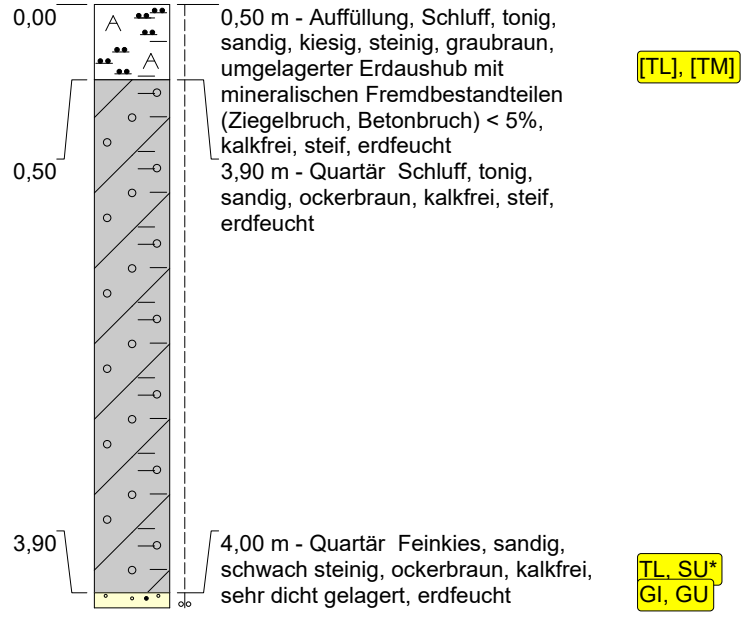 0,00
0,50 m - Auffüllung, Schluff, tonig,
sandig, kiesig, steinig, graubraun,
umgelagerter Erdaushub mit
mineralischen Fremdbestandteilen
(Ziegelbruch, Betonbruch) < 5%,
kalkfrei, steif, erdfeucht
[TL], [TM]
A
A
0,50
3,90 m - Quartär Schluff, tonig,
sandig, ockerbraun, kalkfrei, steif,
erdfeucht
3,90
4,00 m - Quartär Feinkies, sandig,
schwach steinig, ockerbraun, kalkfrei,
sehr dicht gelagert, erdfeucht
TL, SU*
GI, GU